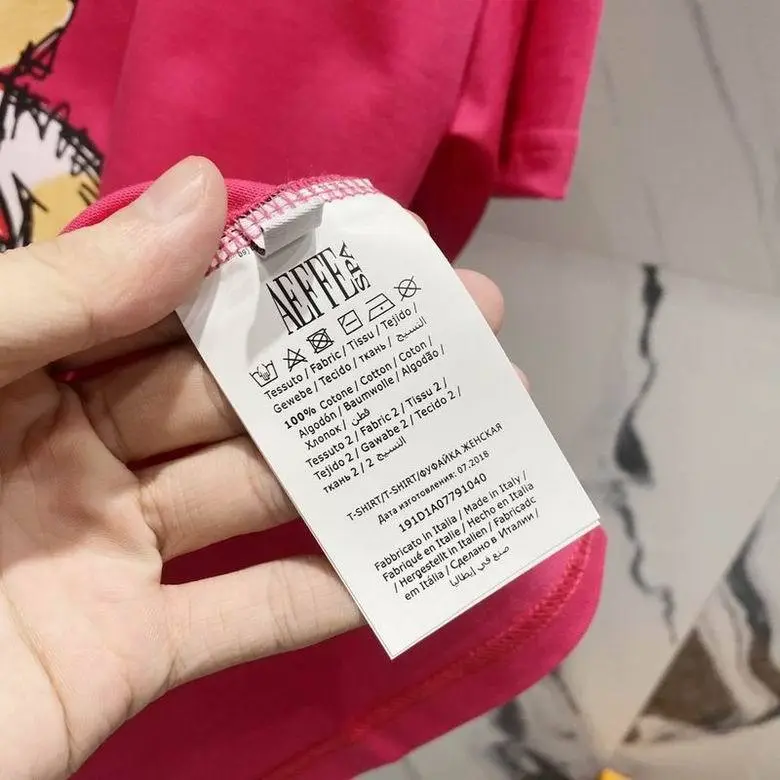 AEFFE SPA
Tessuto / Fabric / Tissu / Tejido /
Gewebe / Tecido / ткань / النسيج
100% Cotone / Cotton / Coton /
Algodón / Baumwolle / Algodão /
Хлопок / قطن
Tessuto 2 / Fabric 2 / Tissu 2 /
Tejido 2 / Gawabe 2 / Tecido 2 /
ткань 2 / 2 النسيج
T-SHIRT/T-SHIRT/ФУФАЙКА ЖЕНСКАЯ
Дата изготовления: 07.2018
191D1A07791040
Fabbricato in Italia / Made in Italy /
Fabriqué en Italie / Hecho en Italia
/ Hergestellt in Italien / Fabricadc
em Itália / Сделано в Италии /
صنع في إيطاليا